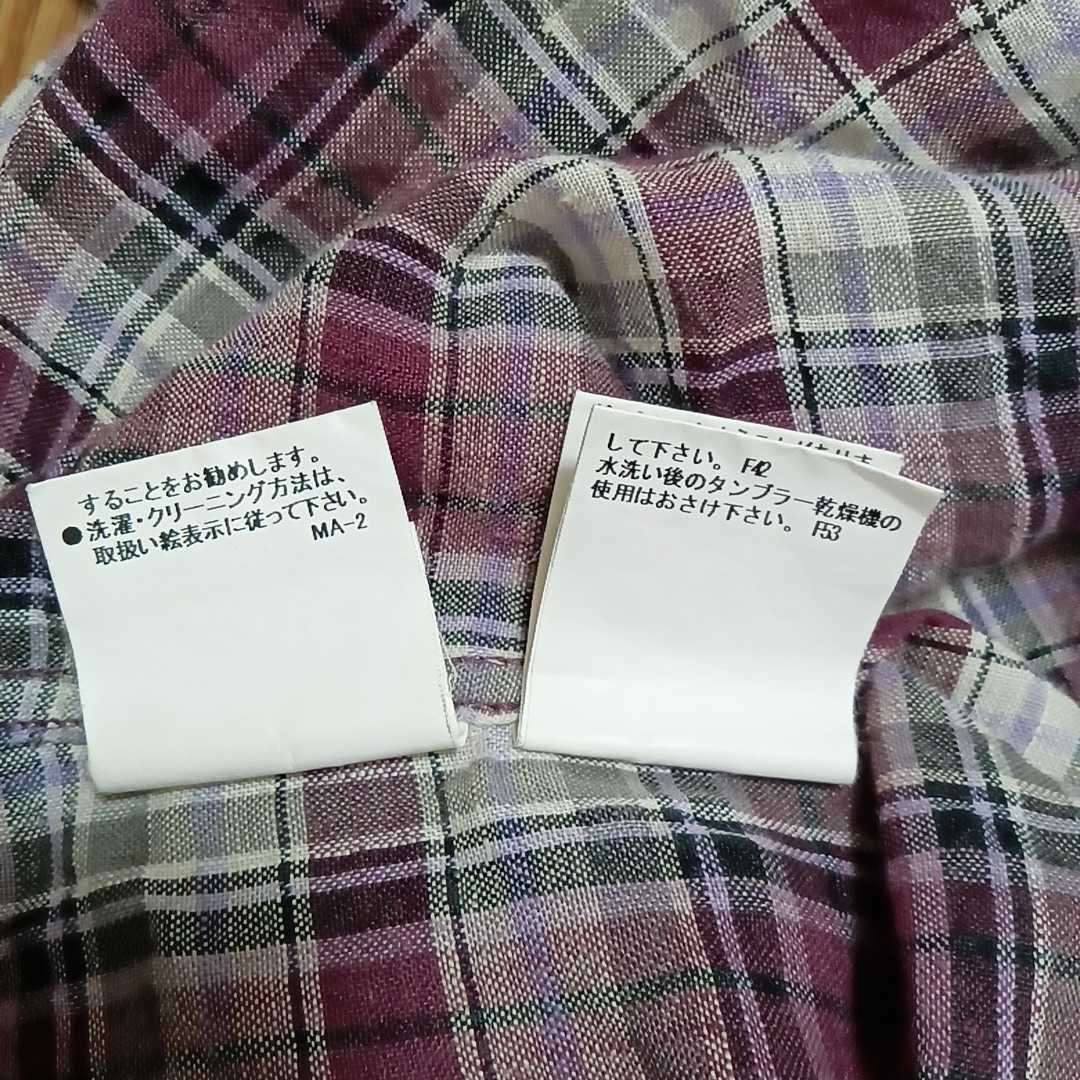 することをお勧めします。
●洗濯・クリーニング方法は、
取扱い絵表示に従って下さい。
MA-2
して下さい。 F42
水洗い後のタンブラー乾燥機の
使用はおさけ下さい。 F53